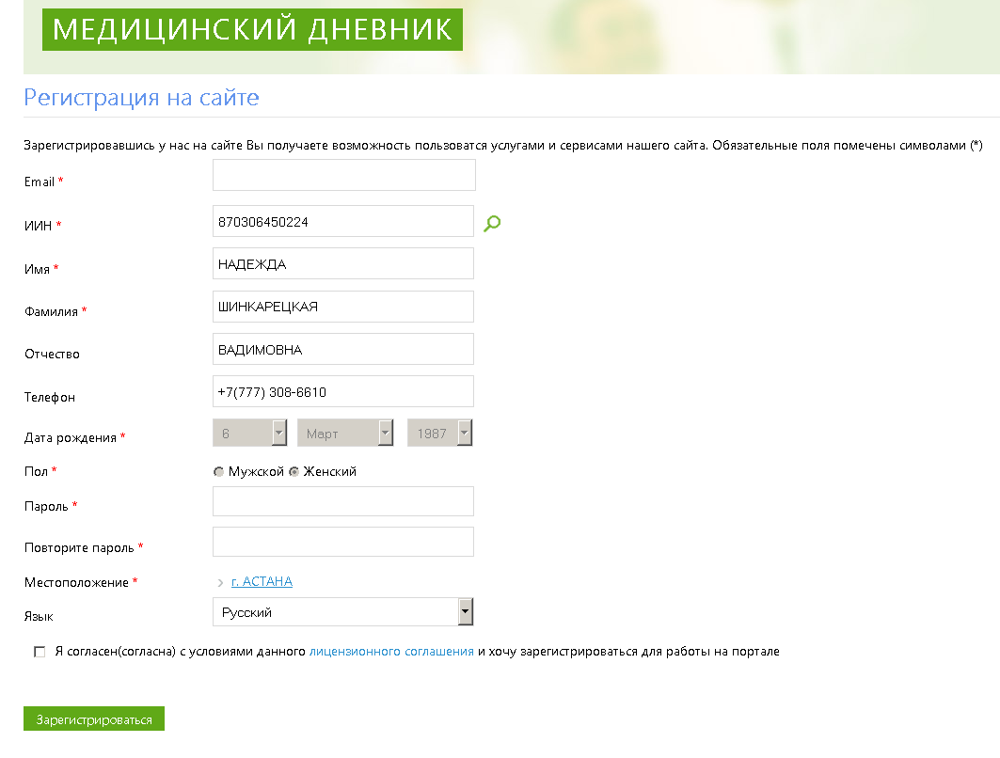 МЕДИЦИНСКИЙ ДНЕВНИК
Регистрация на сайте
Зарегистрировавшись у нас на сайте Вы получаете возможность пользоватся услугами и сервисами нашего сайта. Обязательные поля помечены символами (*)
Email *
ИИН * 870306450224
Имя * НАДЕЖДА
Фамилия * ШИНКАРЕЦКАЯ
Отчество ВАДИМОВНА
Телефон +7(777) 308-6610
Дата рождения * 6 Март 1987
Пол * Мужской Женский
Пароль *
Повторите пароль *
Местоположение * г. АСТАНА
Язык Русский
Я согласен(согласна) с условиями данного лицензионного соглашения и хочу зарегистрироваться для работы на портале
Зарегистрироваться